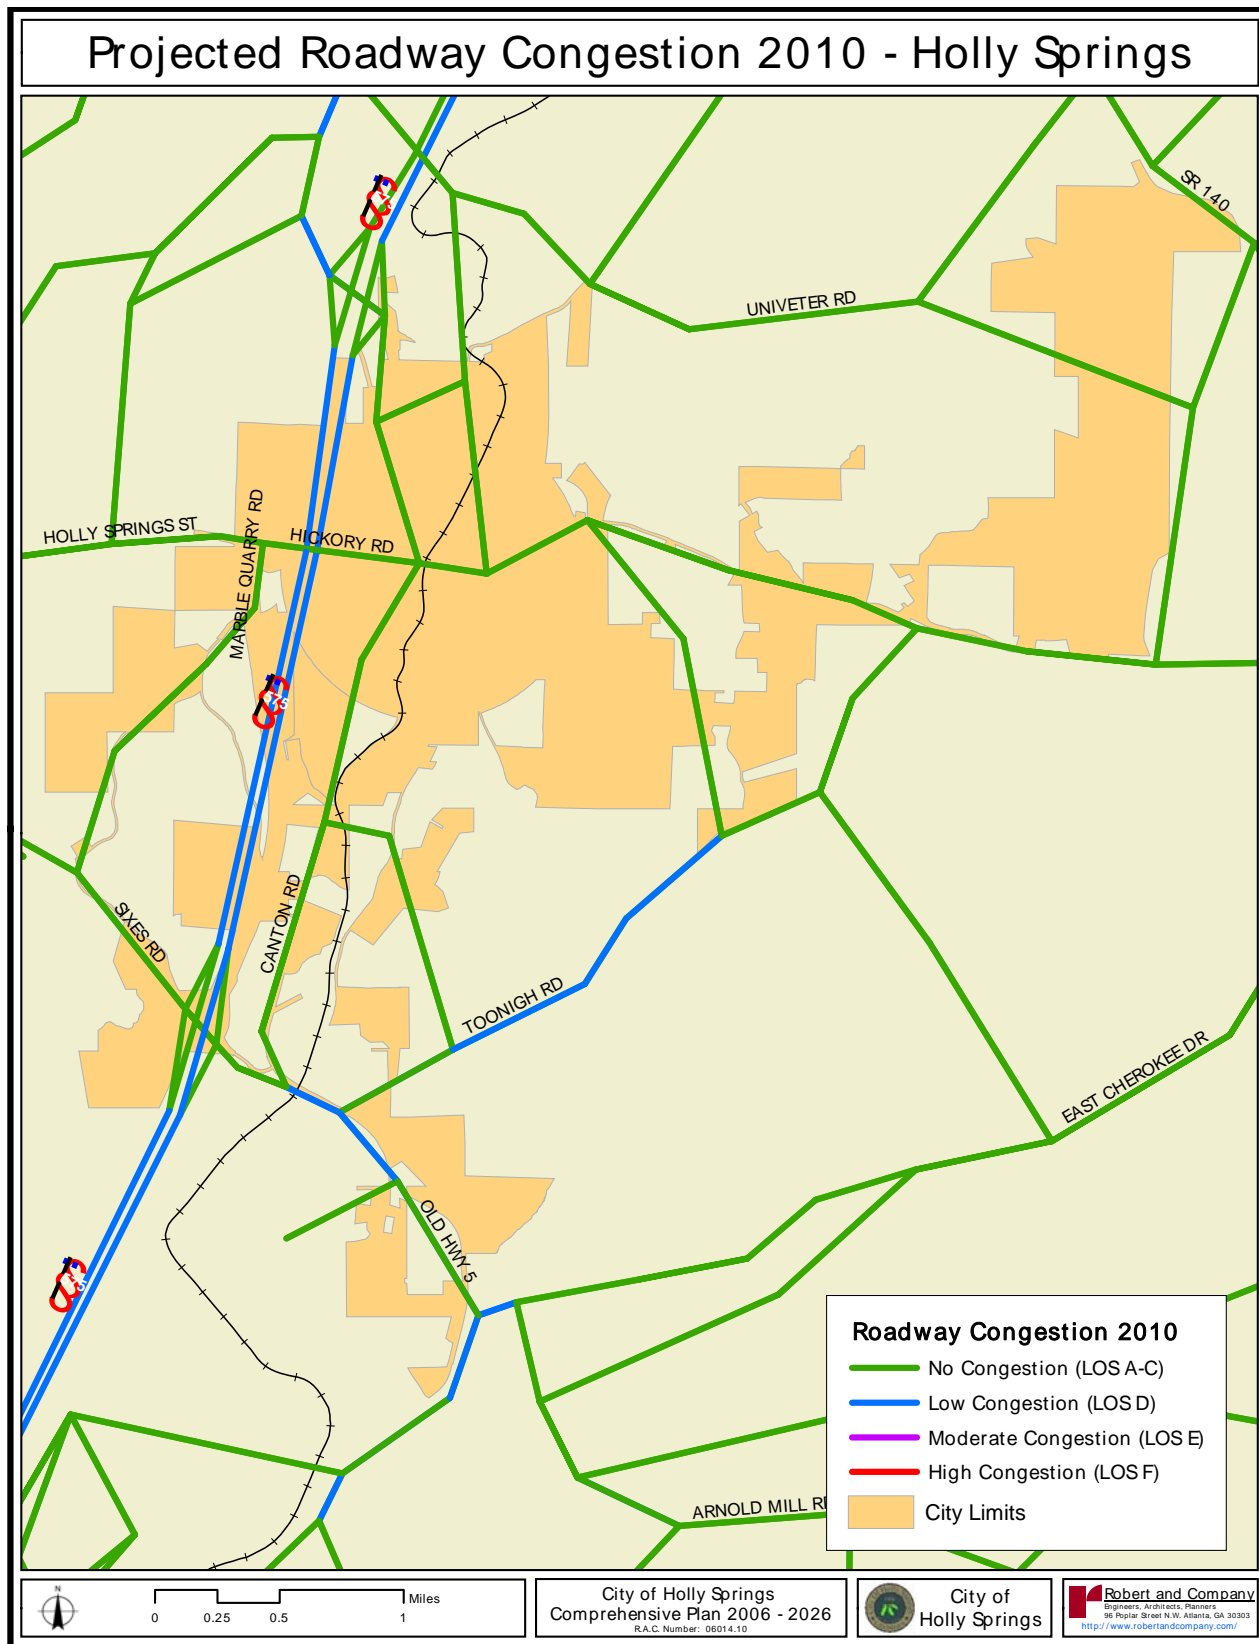 Projected Roadway Congestion 2010 - Holly Springs
SR 140
UNIVETER RD
HOLLY SPRINGS ST
HICKORY RD
MARBLE QUARRY RD
SIXES RD
CANTON RD
TOONIGH RD
EAST CHEROKEE DR
OLD HWY 5
ARNOLD MILL RD
Roadway Congestion 2010
No Congestion (LOS A-C)
Low Congestion (LOS D)
Moderate Congestion (LOS E)
High Congestion (LOS F)
City Limits
N
Miles
0 0.25 0.5 1
City of Holly Springs
Comprehensive Plan 2006 - 2026
R.A.C. Number: 06014.10
City of
Holly Springs
Robert and Company
Engineers, Architects, Planners
96 Poplar Street N.W. Atlanta, GA 30303
http://www.robertandcompany.com/